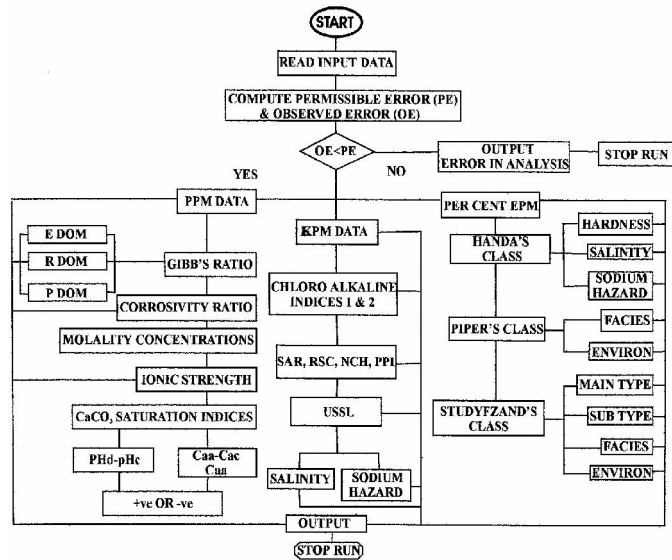 START
READ INPUT DATA
COMPUTE PERMISSIBLE ERROR (PE)
& OBSERVED ERROR (OE)
OE<PE
NO
YES
OUTPUT
ERROR IN ANALYSIS
STOP RUN
PPM DATA
E DOM
R DOM
P DOM
GIBB'S RATIO
CORROSIVITY RATIO
MOLALITY CONCENTRATIONS
IONIC STRENGTH
CaCO, SATURATION INDICES
PHd-pHc
Caa-Cac
Caa
+ve OR -ve
EPM DATA
CHLORO ALKALINE
INDICES 1 & 2
SAR, RSC, NCH, PPI
USSL
SALINITY
SODIUM
HAZARD
PER CENT EPM
HANDA'S
CLASS
HARDNESS
SALINITY
SODIUM
HAZARD
PIPER'S CLASS
FACIES
ENVIRON
STUDYFZAND'S
CLASS
MAIN TYPE
SUB TYPE
FACIES
ENVIRON
OUTPUT
STOP RUN